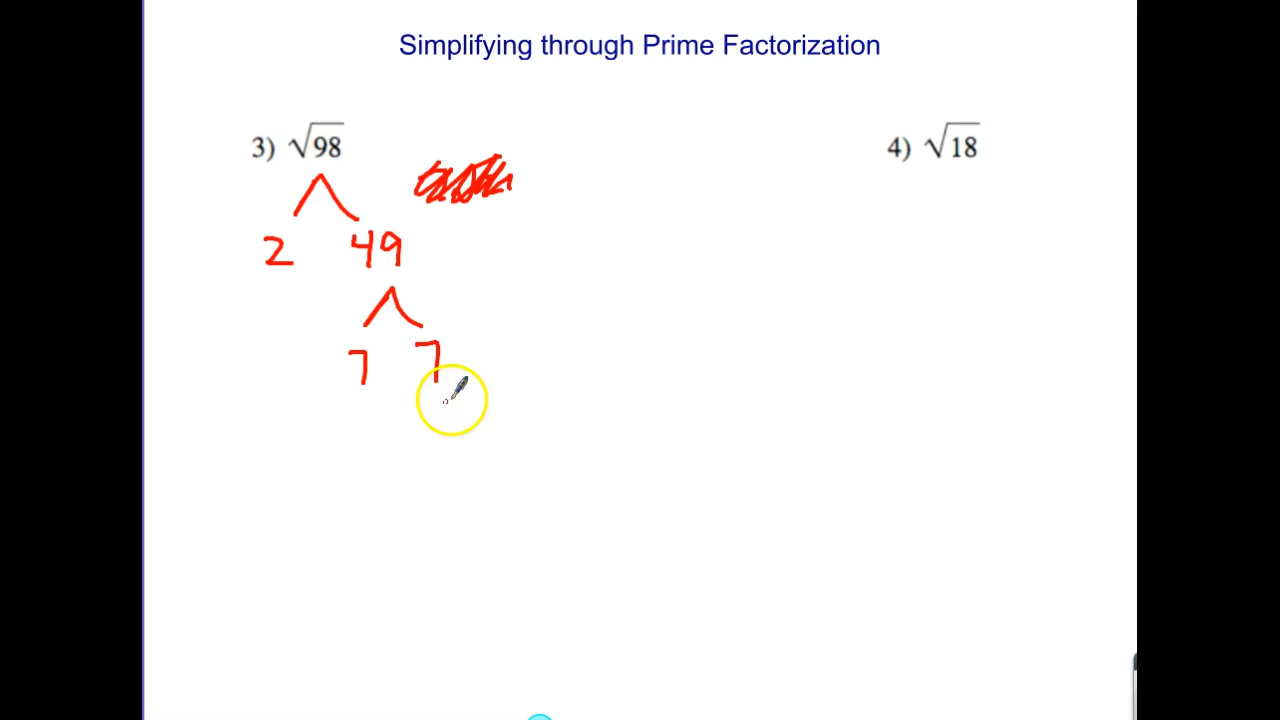 Simplifying through Prime Factorization
3) √98
4) √18
2 49
7 7